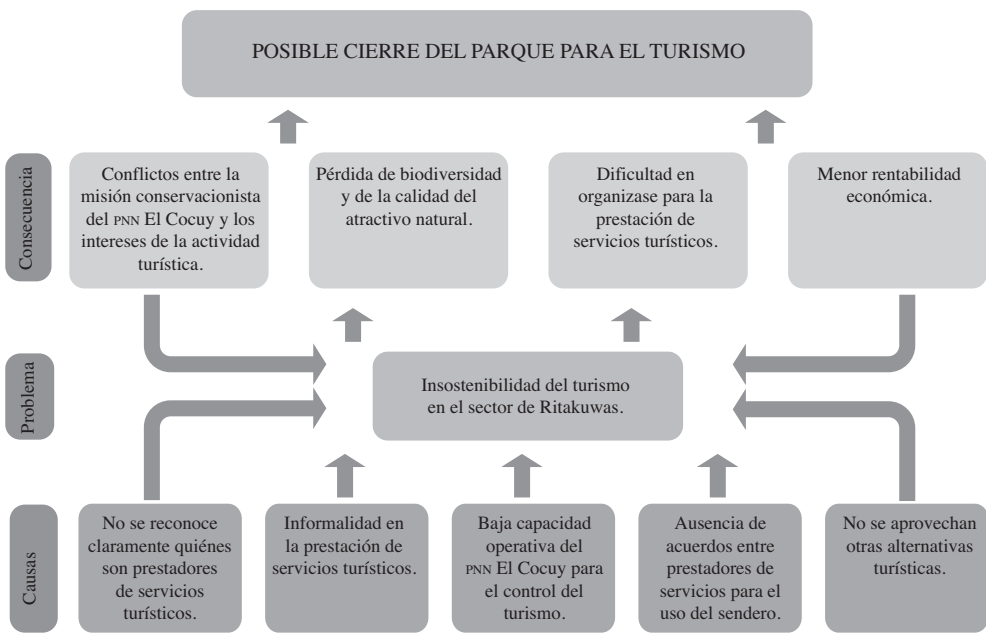 POSIBLE CIERRE DEL PARQUE PARA EL TURISMO
Consecuencia
Conflictos entre la
misión conservacionista
del PNN El Cocuy y los
intereses de la actividad
turística.
Pérdida de biodiversidad
y de la calidad del
atractivo natural.
Dificultad en
organizase para la
prestación de
servicios turísticos.
Menor rentabilidad
económica.
Problema
Insostenibilidad del turismo
en el sector de Ritakuwas.
Causas
No se reconoce
claramente quiénes
son prestadores
de servicios
turísticos.
Informalidad en
la prestación de
servicios turísticos.
Baja capacidad
operativa del
PNN El Cocuy para
el control del
turismo.
Ausencia de
acuerdos entre
prestadores de
servicios para el
uso del sendero.
No se aprovechan
otras alternativas
turísticas.